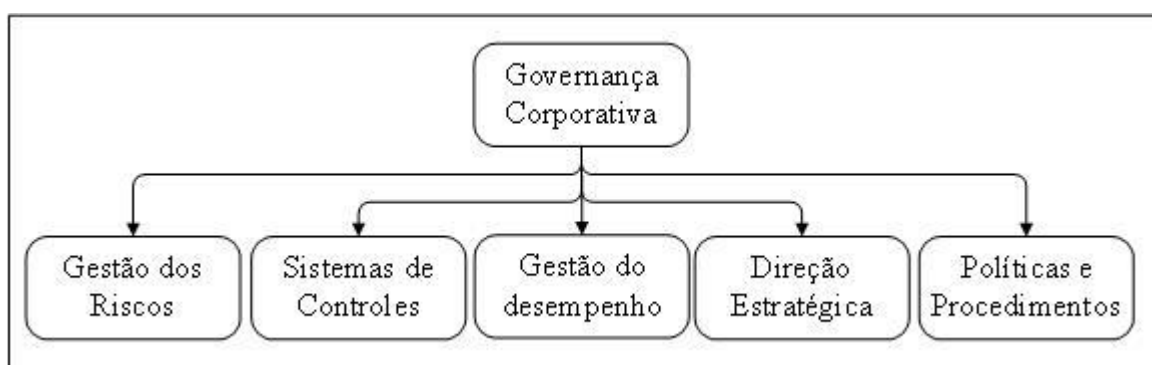 Governança
Corporativa
Gestão dos
Riscos
Sistemas de
Controles
Gestão do
desempenho
Direção
Estratégica
Políticas e
Procedimentos